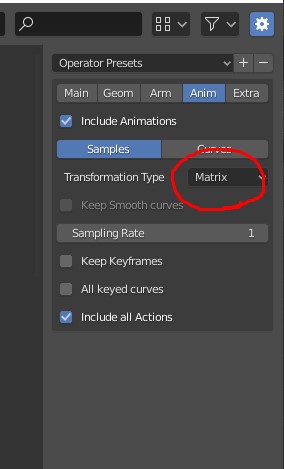 Operator Presets
Main Geom Arm Anim Extra
Include Animations
Samples Curves
Transformation Type Matrix
Keep Smooth curves
Sampling Rate 1
Keep Keyframes
All keyed curves
Include all Actions